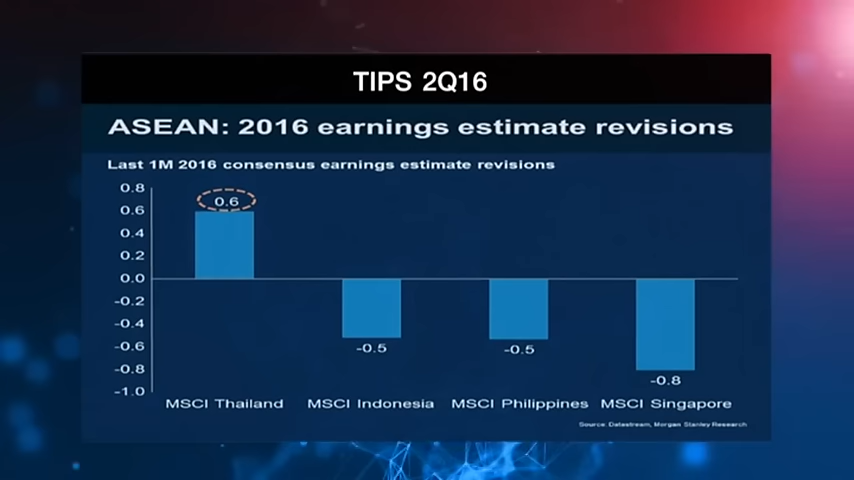 TIPS 2Q16
ASEAN: 2016 earnings estimate revisions
Last 1M 2016 consensus earnings estimate revisions
0.8
0.6
0.4
0.2
0.0
-0.2
-0.4
-0.6
-0.8
-1.0
0.6
-0.5
-0.5
-0.8
MSCI Thailand MSCI Indonesia MSCI Philippines MSCI Singapore
Source: Datastream, Morgan Stanley Research